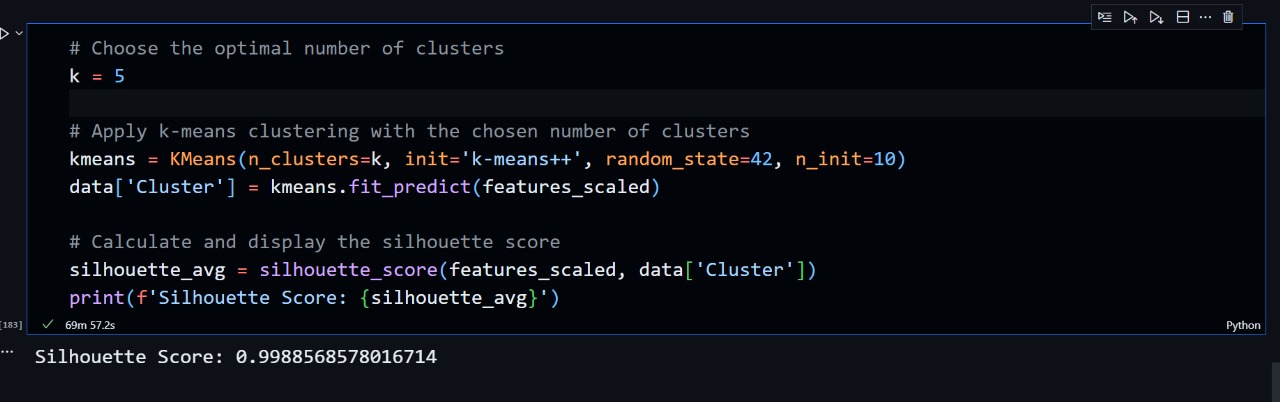 # Choose the optimal number of clusters
k = 5
# Apply k-means clustering with the chosen number of clusters
kmeans = KMeans(n_clusters=k, init='k-means++', random_state=42, n_init=10)
data['Cluster'] = kmeans.fit_predict(features_scaled)
# Calculate and display the silhouette score
silhouette_avg = silhouette_score(features_scaled, data['Cluster'])
print(f'Silhouette Score: {silhouette_avg}')
[183] 69m 57.2s Python
Silhouette Score: 0.9988568578016714